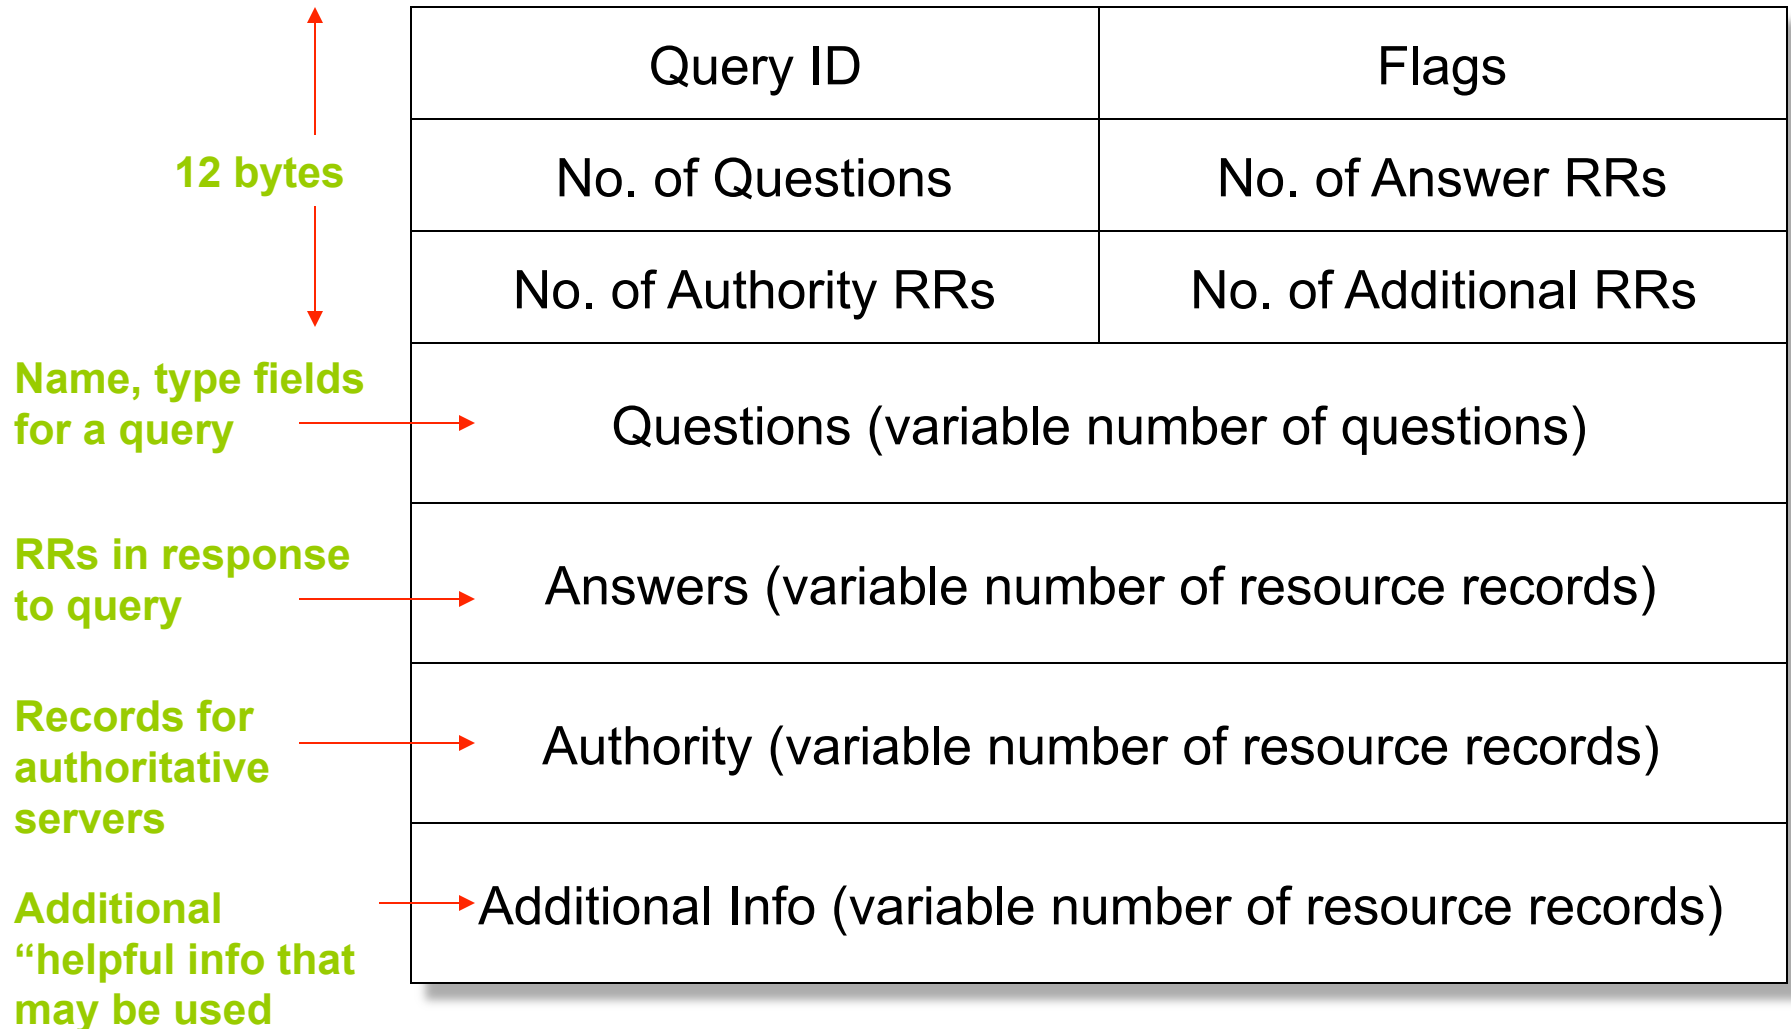 Query ID
Flags
12 bytes
No. of Questions
No. of Answer RRs
No. of Authority RRs
No. of Additional RRs
Name, type fields
for a query
Questions (variable number of questions)
RRs in response
to query
Answers (variable number of resource records)
Records for
authoritative
servers
Authority (variable number of resource records)
Additional
“helpful info that
may be used
Additional Info (variable number of resource records)